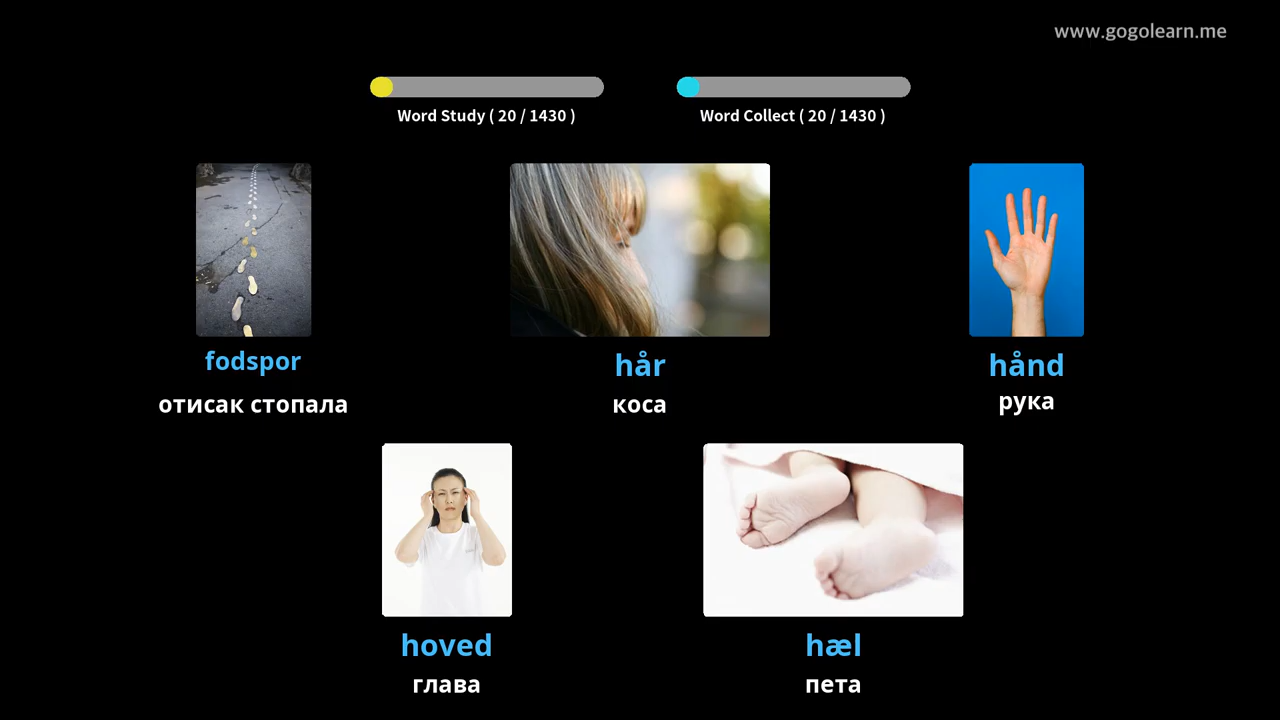 www.gogolearn.me
Word Study ( 20 / 1430 )
Word Collect ( 20 / 1430 )
fodspor
отисак стопала
hår
коса
hånd
рука
hoved
глава
hæl
пета